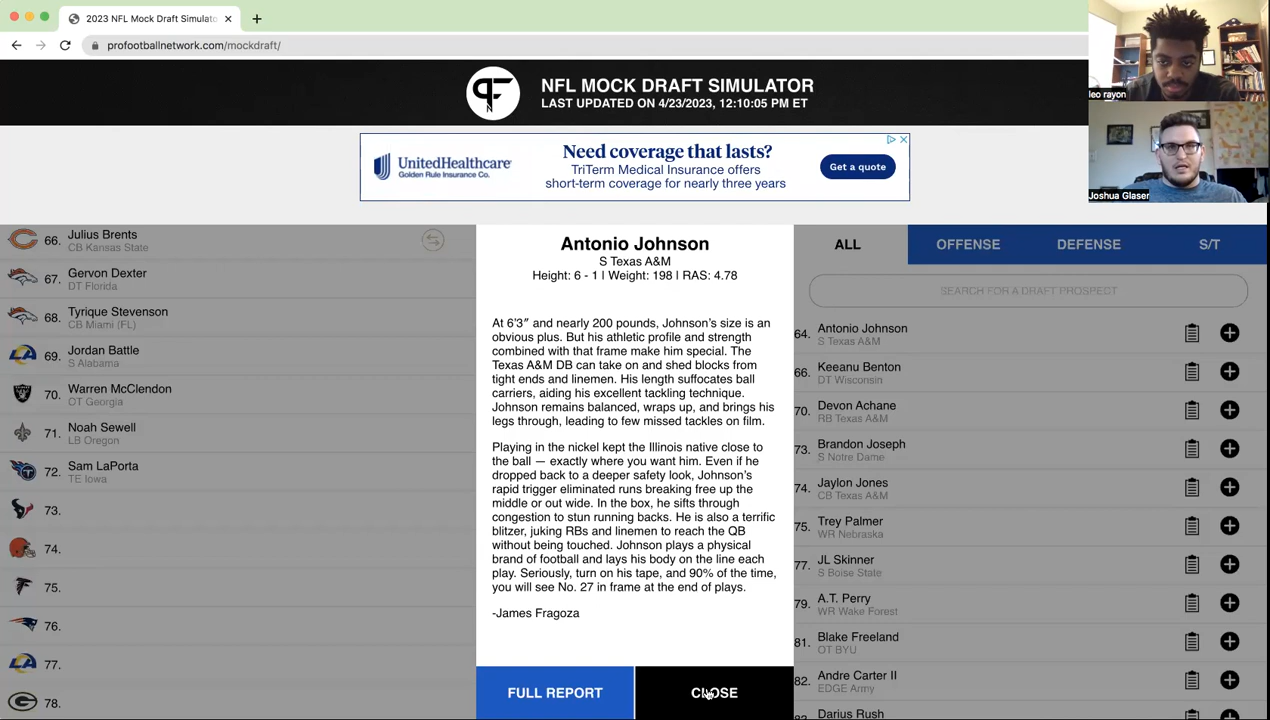 2023 NFL Mock Draft Simulato
profootballnetwork.com/mockdraft/
PFN
NFL MOCK DRAFT SIMULATOR
LAST UPDATED ON 4/23/2023, 12:10:05 PM ET
UnitedHealthcare
Golden Rule Insurance Co.
Need coverage that lasts?
TriTerm Medical Insurance offers
short-term coverage for nearly three years
Get a quote
leo rayon
Joshua Glaser
66. Julius Brents
CB Kansas State
67. Gervon Dexter
DT Florida
68. Tyrique Stevenson
CB Miami (FL)
69. Jordan Battle
S Alabama
70. Warren McClendon
OT Georgia
71. Noah Sewell
LB Oregon
72. Sam LaPorta
TE Iowa
73.
74.
75.
76.
77.
78.
Antonio Johnson
S Texas A&M
Height: 6 - 1 | Weight: 198 | RAS: 4.78
At 6'3″ and nearly 200 pounds, Johnson's size is an
obvious plus. But his athletic profile and strength
combined with that frame make him special. The
Texas A&M DB can take on and shed blocks from
tight ends and linemen. His length suffocates ball
carriers, aiding his excellent tackling technique.
Johnson remains balanced, wraps up, and brings his
legs through, leading to few missed tackles on film.
Playing in the nickel kept the Illinois native close to
the ball — exactly where you want him. Even if he
dropped back to a deeper safety look, Johnson's
rapid trigger eliminated runs breaking free up the
middle or out wide. In the box, he sifts through
congestion to stun running backs. He is also a terrific
blitzer, juking RBs and linemen to reach the QB
without being touched. Johnson plays a physical
brand of football and lays his body on the line each
play. Seriously, turn on his tape, and 90% of the time,
you will see No. 27 in frame at the end of plays.
-James Fragoza
FULL REPORT
CLOSE
ALL
OFFENSE
DEFENSE
S/T
SEARCH FOR A DRAFT PROSPECT
64. Antonio Johnson
S Texas A&M
66. Keeanu Benton
DT Wisconsin
70. Devon Achane
RB Texas A&M
73. Brandon Joseph
S Notre Dame
74. Jaylon Jones
CB Texas A&M
75. Trey Palmer
WR Nebraska
77. JL Skinner
S Boise State
79. A.T. Perry
WR Wake Forest
81. Blake Freeland
OT BYU
82. Andre Carter II
EDGE Army
Darius Rush